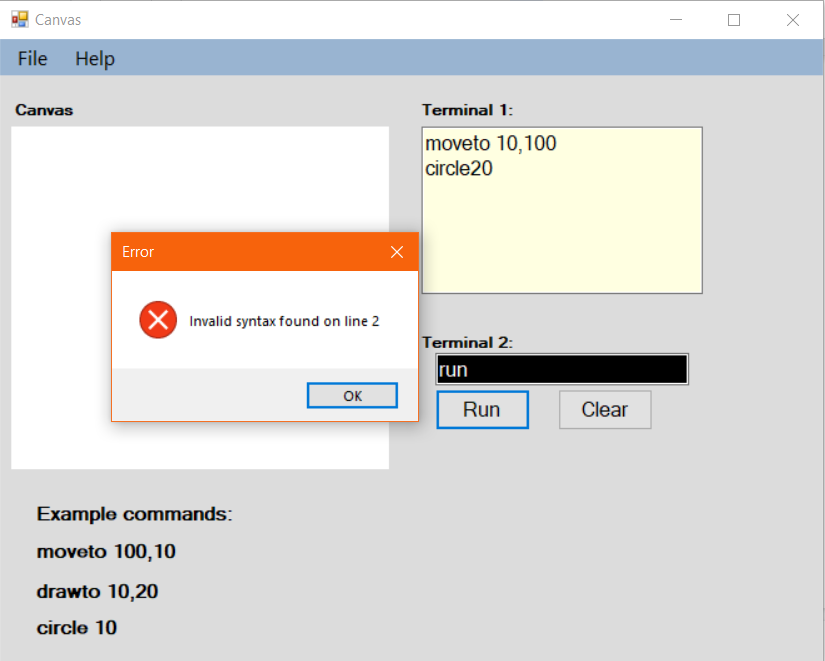 Canvas
File Help
Canvas
Terminal 1:
moveto 10,100
circle20
Error
Invalid syntax found on line 2
OK
Terminal 2:
run
Run Clear
Example commands:
moveto 100,10
drawto 10,20
circle 10